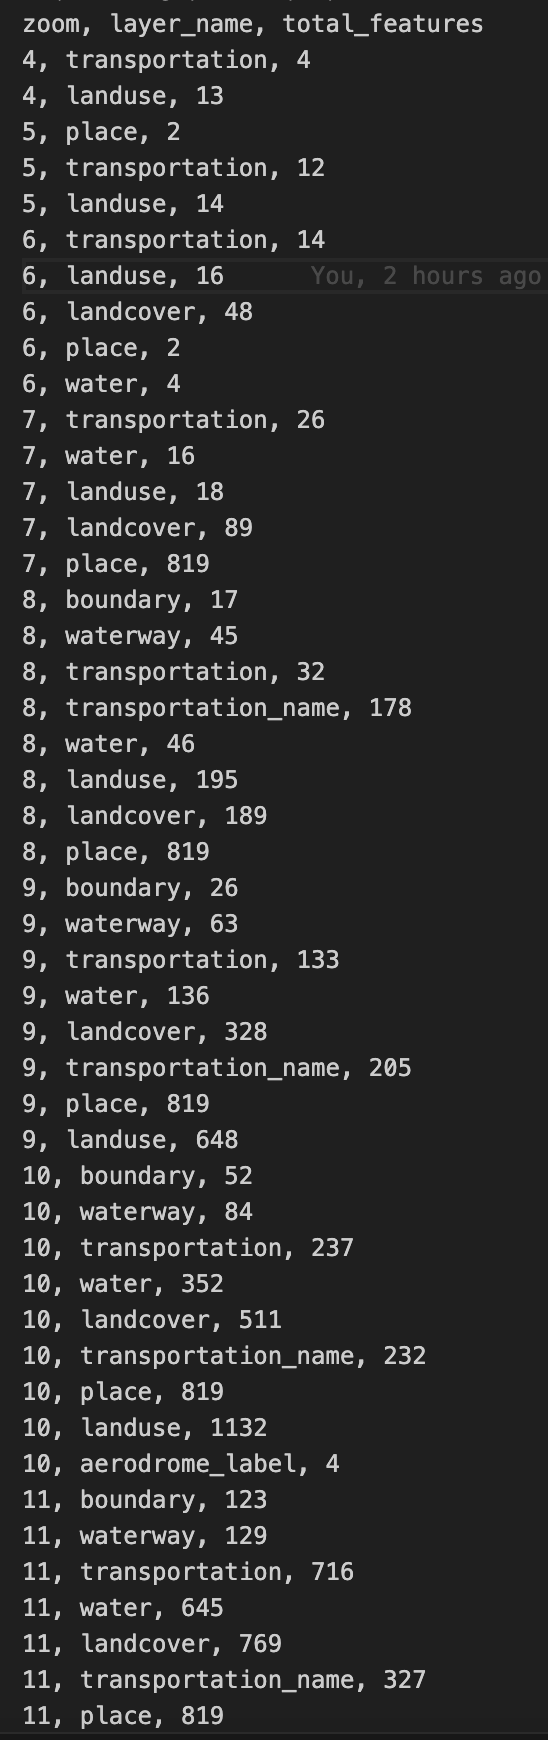 zoom, layer_name, total_features
4, transportation, 4
4, landuse, 13
5, place, 2
5, transportation, 12
5, landuse, 14
6, transportation, 14
6, landuse, 16 You, 2 hours ago
6, landcover, 48
6, place, 2
6, water, 4
7, transportation, 26
7, water, 16
7, landuse, 18
7, landcover, 89
7, place, 819
8, boundary, 17
8, waterway, 45
8, transportation, 32
8, transportation_name, 178
8, water, 46
8, landuse, 195
8, landcover, 189
8, place, 819
9, boundary, 26
9, waterway, 63
9, transportation, 133
9, water, 136
9, landcover, 328
9, transportation_name, 205
9, place, 819
9, landuse, 648
10, boundary, 52
10, waterway, 84
10, transportation, 237
10, water, 352
10, landcover, 511
10, transportation_name, 232
10, place, 819
10, landuse, 1132
10, aerodrome_label, 4
11, boundary, 123
11, waterway, 129
11, transportation, 716
11, water, 645
11, landcover, 769
11, transportation_name, 327
11, place, 819